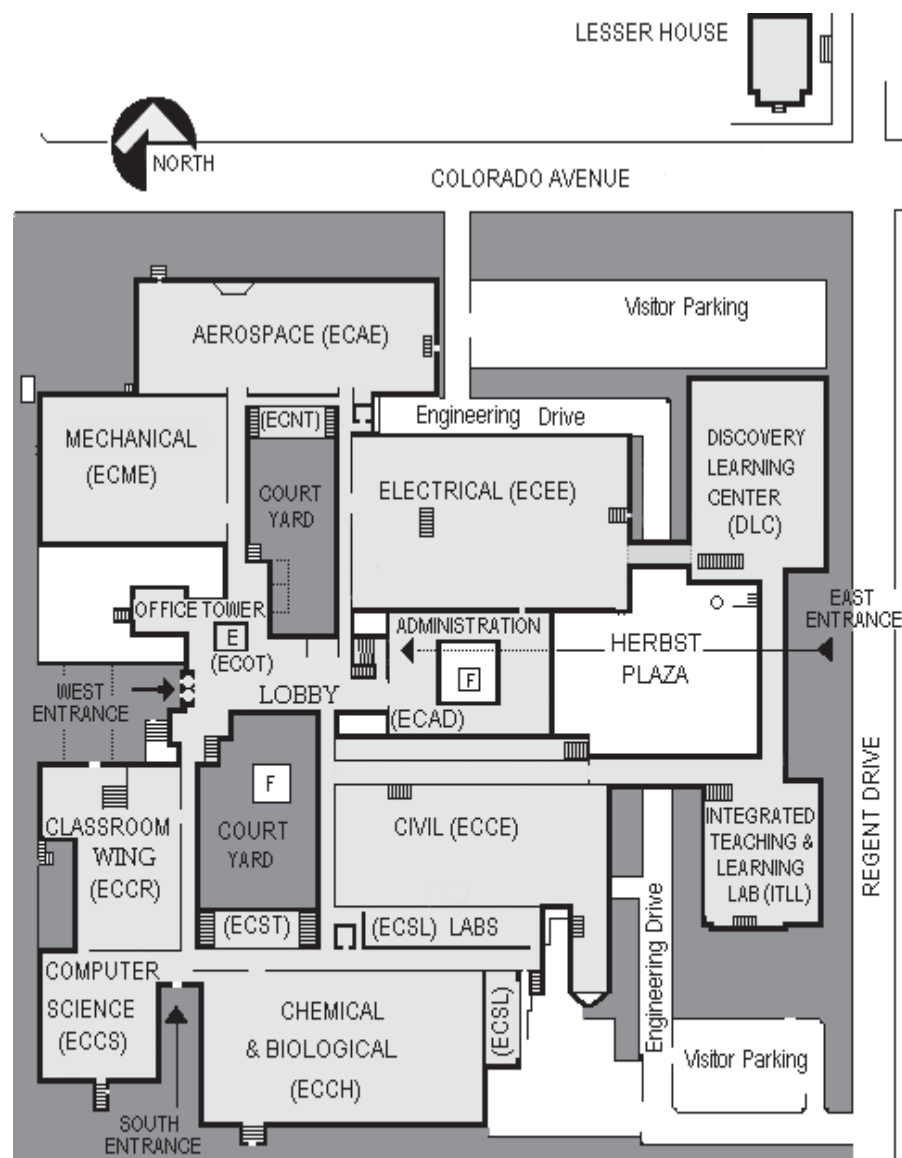 LESSER HOUSE
NORTH
COLORADO AVENUE
Visitor Parking
AEROSPACE (ECAE)
(ECNT)
Engineering Drive
MECHANICAL
(ECME)
COURT
YARD
ELECTRICAL (ECEE)
DISCOVERY
LEARNING
CENTER
(DLC)
OFFICE TOWER
E
(ECOT)
ADMINISTRATION
F
(ECAD)
HERBST
PLAZA
EAST
ENTRANCE
WEST
ENTRANCE
LOBBY
REGENT DRIVE
F
COURT
YARD
CLASSROOM
WING
(ECCR)
CIVIL (ECCE)
INTEGRATED
TEACHING &
LEARNING
LAB (ITLL)
(ECST)
(ECSL) LABS
Engineering Drive
COMPUTER
SCIENCE
(ECCS)
CHEMICAL
& BIOLOGICAL
(ECCH)
(ECSL)
Visitor Parking
SOUTH
ENTRANCE